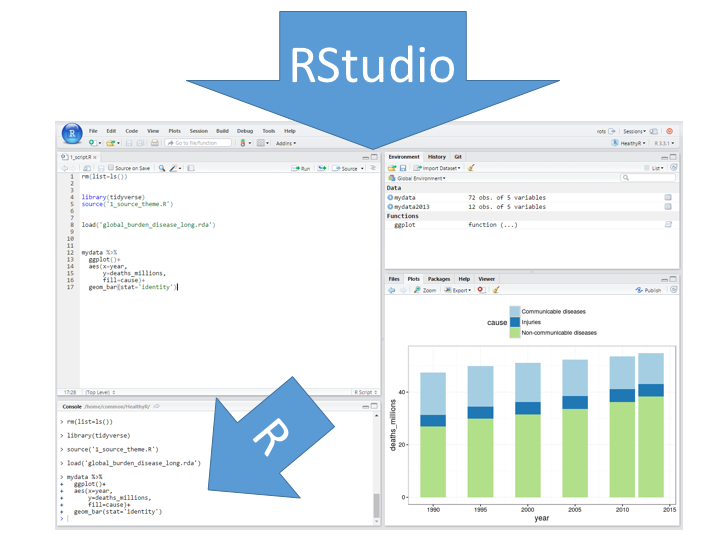 RStudio
R
File Edit Code View Plots Session Build Debug Tools Help
rots Sessions
Go to file/function Addins
HealthyR R 3.3.1
1_script.R
Source on Save Run Source
1 rm(list=ls())
2
3
4 library(tidyverse)
5 source('1_source_theme.R')
6
7
8 load('global_burden_disease_long.rda')
9
10
11
12 mydata %>%
13 ggplot()+
14 aes(x=year,
15 y=deaths_millions,
16 fill=cause)+
17 geom_bar(stat='identity')
17:28 (Top Level) R Script
Console /home/common/HealthyR/
> rm(list=ls())
> library(tidyverse)
> source('1_source_theme.R')
> load('global_burden_disease_long.rda')
> mydata %>%
+ ggplot()+
+ aes(x=year,
+ y=deaths_millions,
+ fill=cause)+
+ geom_bar(stat='identity')
>
R
Environment History Git
Import Dataset List
Global Environment
Data
mydata 72 obs. of 5 variables
mydata2013 12 obs. of 5 variables
Functions
ggplot function (...)
Files Plots Packages Help Viewer
Zoom Export Publish
cause
Communicable diseases
Injuries
Non-communicable diseases
deaths_millions
40
20
0
1990 1995 2000 2005 2010 2015
year